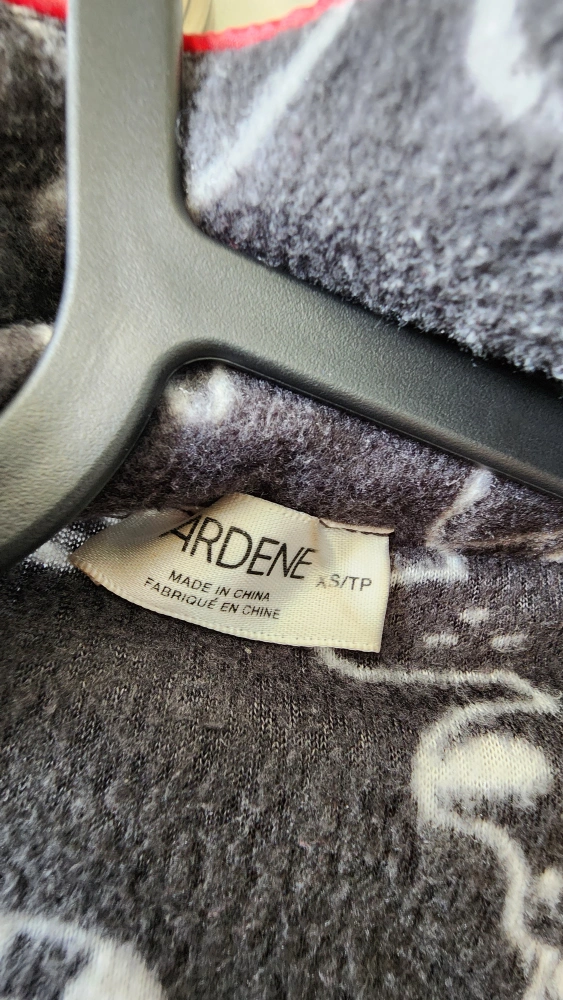 ARDENE
XS/TP
MADE IN CHINA
FABRIQUÉ EN CHINE